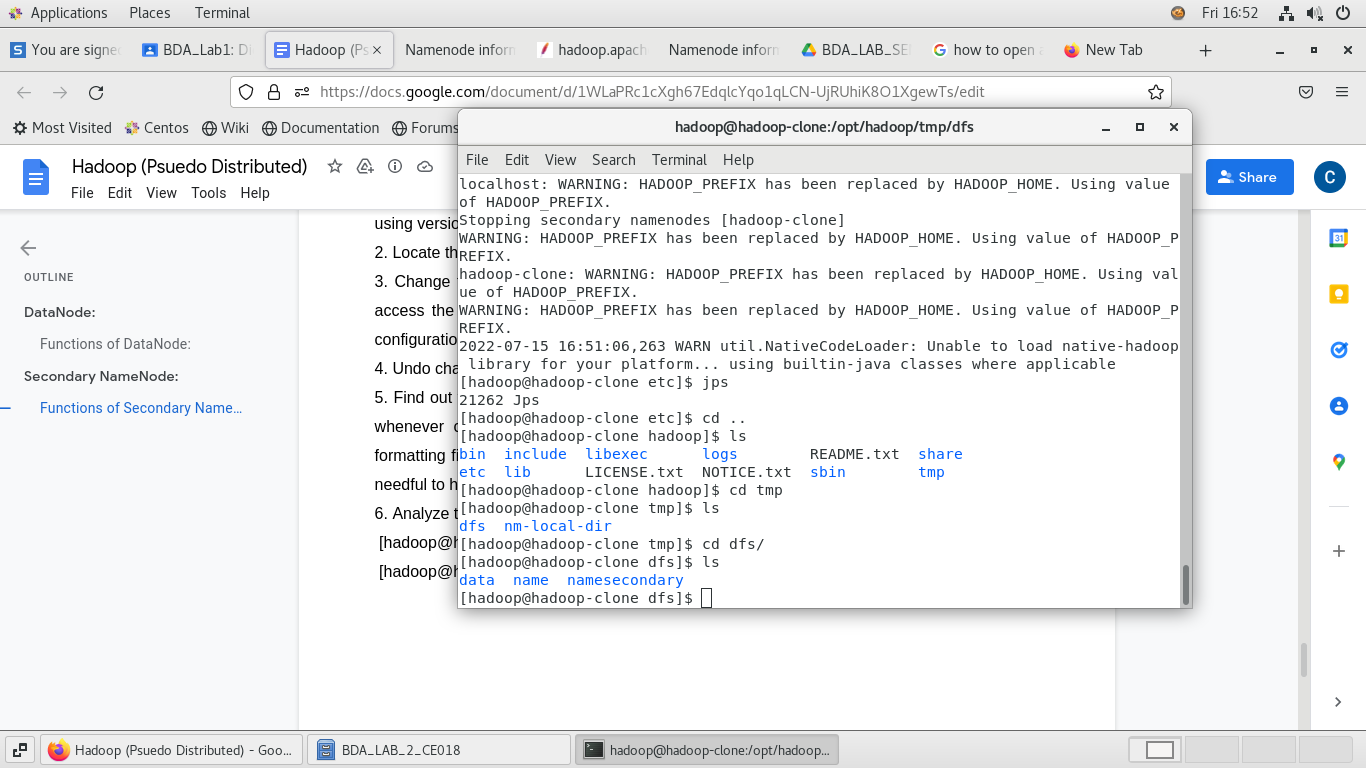 Applications Places Terminal Fri 16:52
You are signe BDA_Lab1: Di Hadoop (Ps Namenode inforn hadoop.apach Namenode inforn BDA_LAB_SE how to open a New Tab
https://docs.google.com/document/d/1WLaPRc1cXgh67EdqlcYqo1qLCN-UjRUhiK8O1XgewTs/edit
Most Visited Centos Wiki Documentation Forums
hadoop@hadoop-clone:/opt/hadoop/tmp/dfs
File Edit View Search Terminal Help
Hadoop (Psuedo Distributed)
File Edit View Tools Help
Share
C
OUTLINE
DataNode:
Functions of DataNode:
Secondary NameNode:
Functions of Secondary Name...
using versio
2. Locate th
3. Change
access the
configuration
4. Undo cha
5. Find out
whenever
formatting fi
needful to h
6. Analyze t
[hadoop@h
[hadoop@h
localhost: WARNING: HADOOP_PREFIX has been replaced by HADOOP_HOME. Using value
of HADOOP_PREFIX.
Stopping secondary namenodes [hadoop-clone]
WARNING: HADOOP_PREFIX has been replaced by HADOOP_HOME. Using value of HADOOP_P
REFIX.
hadoop-clone: WARNING: HADOOP_PREFIX has been replaced by HADOOP_HOME. Using val
ue of HADOOP_PREFIX.
WARNING: HADOOP_PREFIX has been replaced by HADOOP_HOME. Using value of HADOOP_P
REFIX.
2022-07-15 16:51:06,263 WARN util.NativeCodeLoader: Unable to load native-hadoop
library for your platform... using builtin-java classes where applicable
[hadoop@hadoop-clone etc]$ jps
21262 Jps
[hadoop@hadoop-clone etc]$ cd ..
[hadoop@hadoop-clone hadoop]$ ls
bin include libexec logs README.txt share
etc lib LICENSE.txt NOTICE.txt sbin tmp
[hadoop@hadoop-clone hadoop]$ cd tmp
[hadoop@hadoop-clone tmp]$ ls
dfs nm-local-dir
[hadoop@hadoop-clone tmp]$ cd dfs/
[hadoop@hadoop-clone dfs]$ ls
data name namesecondary
[hadoop@hadoop-clone dfs]$
31
Hadoop (Psuedo Distributed) - Goo... BDA_LAB_2_CE018 hadoop@hadoop-clone:/opt/hadoop...